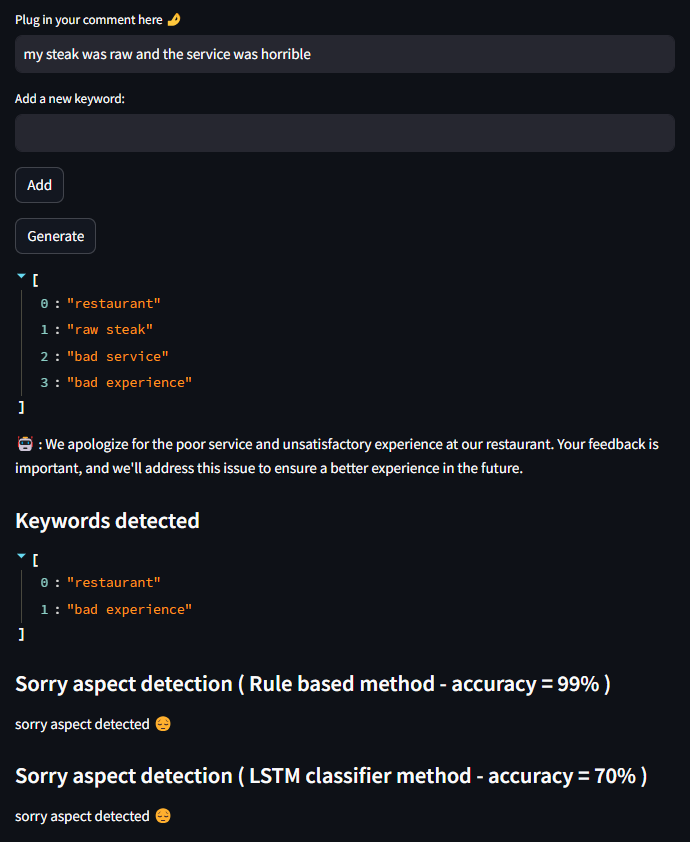 Plug in your comment here 🤌
my steak was raw and the service was horrible
Add a new keyword:
Add
Generate
[
0 : "restaurant"
1 : "raw steak"
2 : "bad service"
3 : "bad experience"
]
🤖 : We apologize for the poor service and unsatisfactory experience at our restaurant. Your feedback is
important, and we'll address this issue to ensure a better experience in the future.
Keywords detected
[
0 : "restaurant"
1 : "bad experience"
]
Sorry aspect detection ( Rule based method - accuracy = 99% )
sorry aspect detected 😔
Sorry aspect detection ( LSTM classifier method - accuracy = 70% )
sorry aspect detected 😔